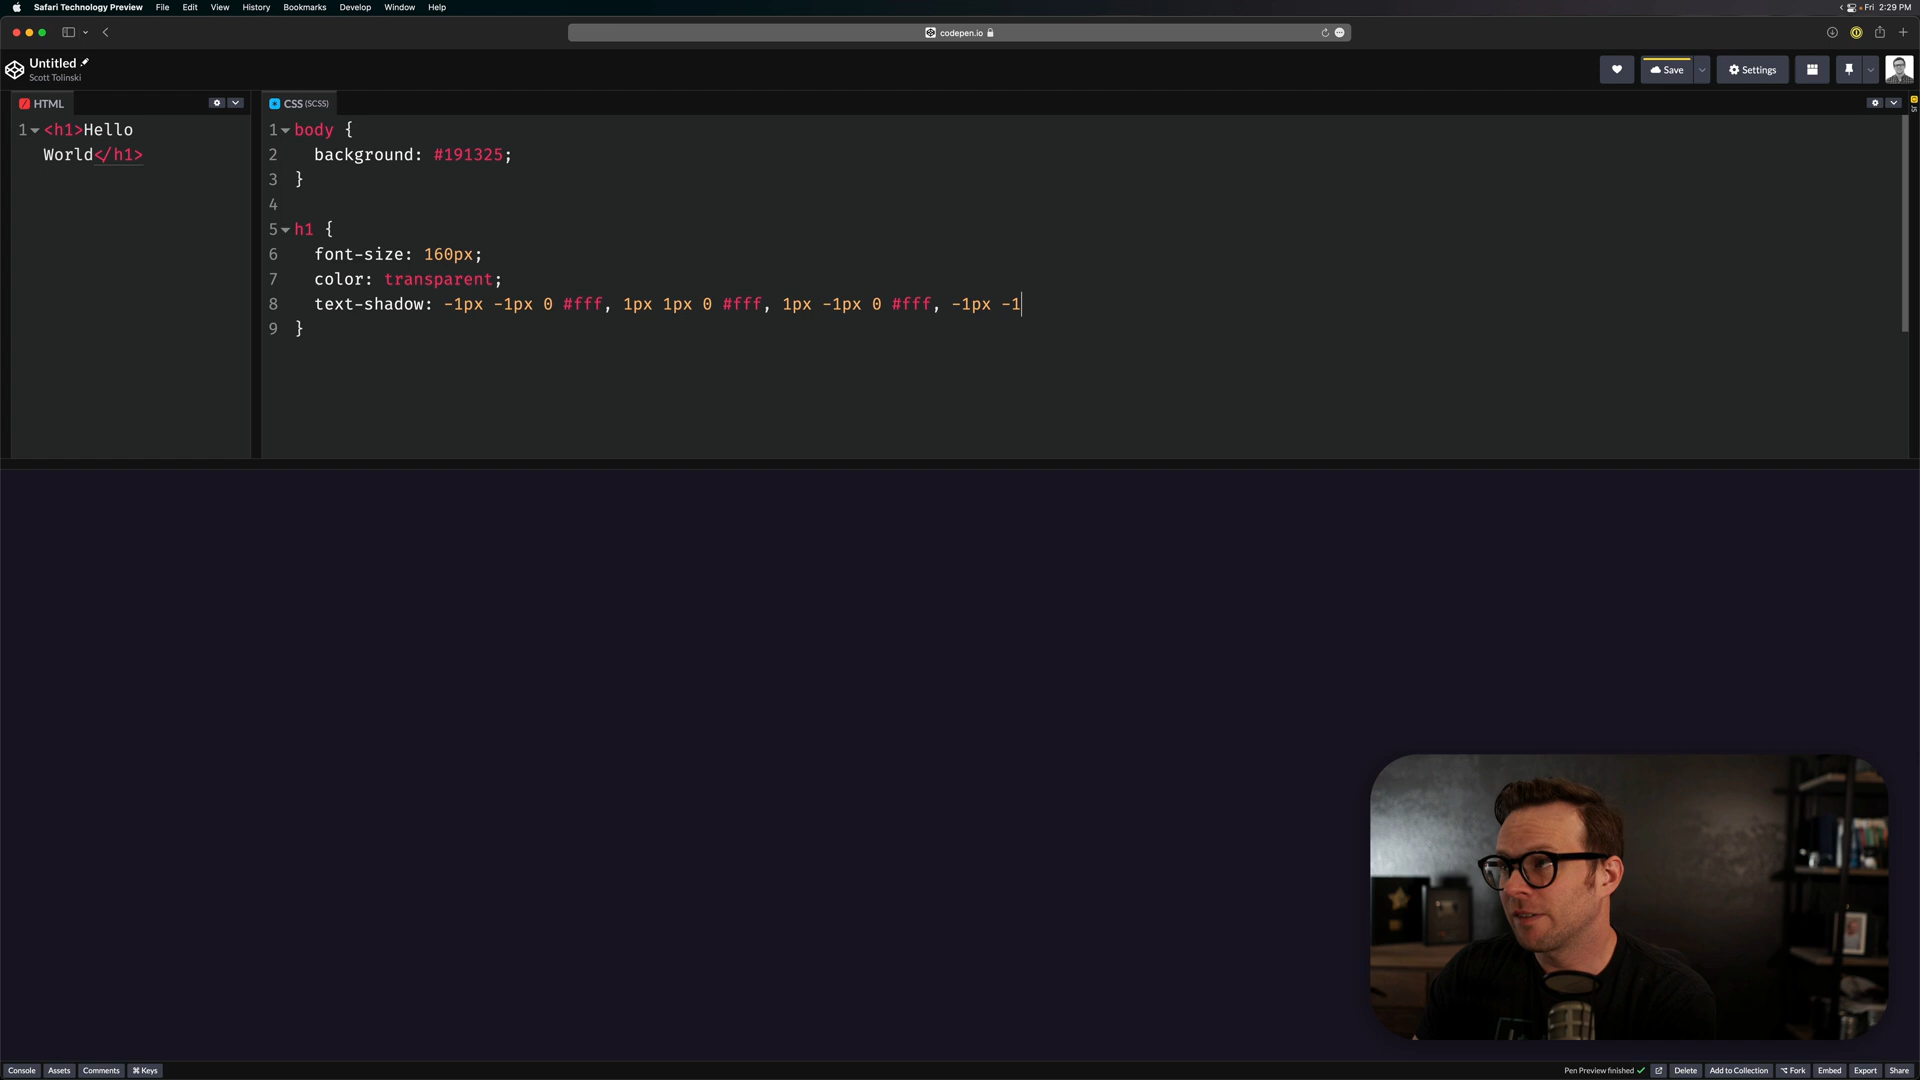 Safari Technology Preview File Edit View History Bookmarks Develop Window Help
Fri 2:29 PM
codepen.io
Untitled
Scott Tolinski
Save
Settings
HTML
1 <h1>Hello
World</h1>
CSS (SCSS)
1 body {
2 background: #191325;
3 }
4
5 h1 {
6 font-size: 160px;
7 color: transparent;
8 text-shadow: -1px -1px 0 #fff, 1px 1px 0 #fff, 1px -1px 0 #fff, -1px -1
9 }
JS
Console Assets Comments ⌘ Keys
Pen Preview finished ✓ Delete Add to Collection ⌥ Fork Embed Export Share